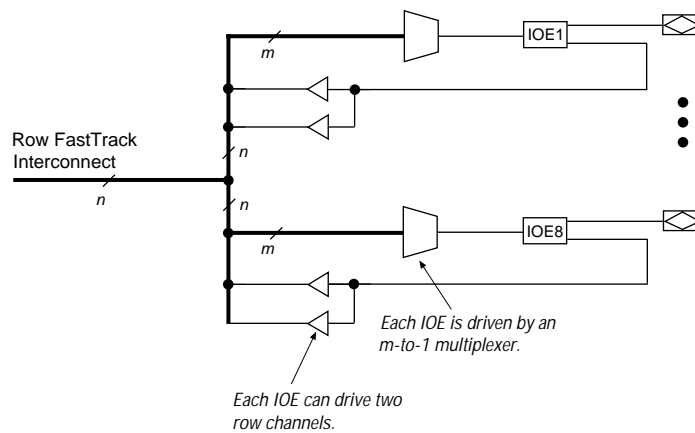 m
IOE1
Row FastTrack
Interconnect
n
n
n
m
IOE8
Each IOE is driven by an
m-to-1 multiplexer.
Each IOE can drive two
row channels.